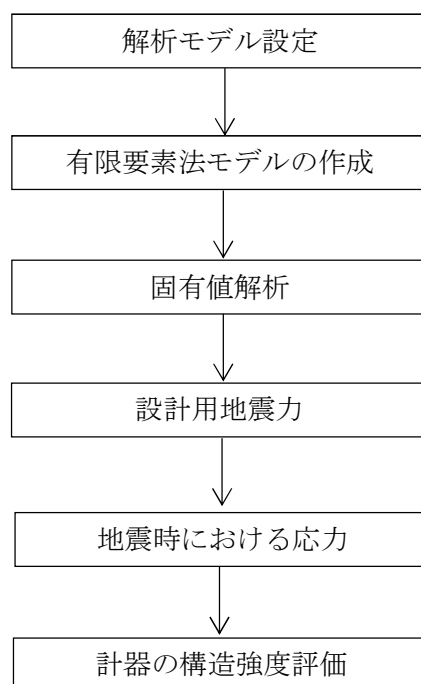 解析モデル設定
有限要素法モデルの作成
固有値解析
設計用地震力
地震時における応力
計器の構造強度評価